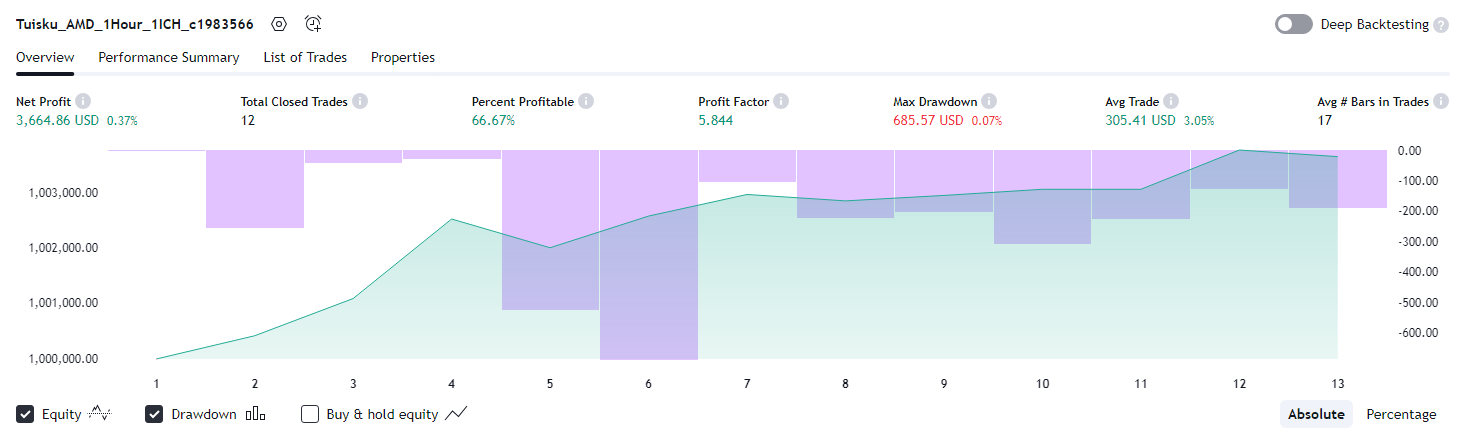 Tuisku_AMD_1Hour_1ICH_c1983566
Deep Backtesting ?
Overview Performance Summary List of Trades Properties
Net Profit i Total Closed Trades i Percent Profitable i Profit Factor i Max Drawdown i Avg Trade i Avg # Bars in Trades i
3,664.86 USD 0.37% 12 66.67% 5.844 685.57 USD 0.07% 305.41 USD 3.05% 17
0.00
1,003,000.00 -100.00
-200.00
1,002,000.00 -300.00
-400.00
1,001,000.00 -500.00
-600.00
1,000,000.00
1 2 3 4 5 6 7 8 9 10 11 12 13
Equity Drawdown Buy & hold equity Absolute Percentage